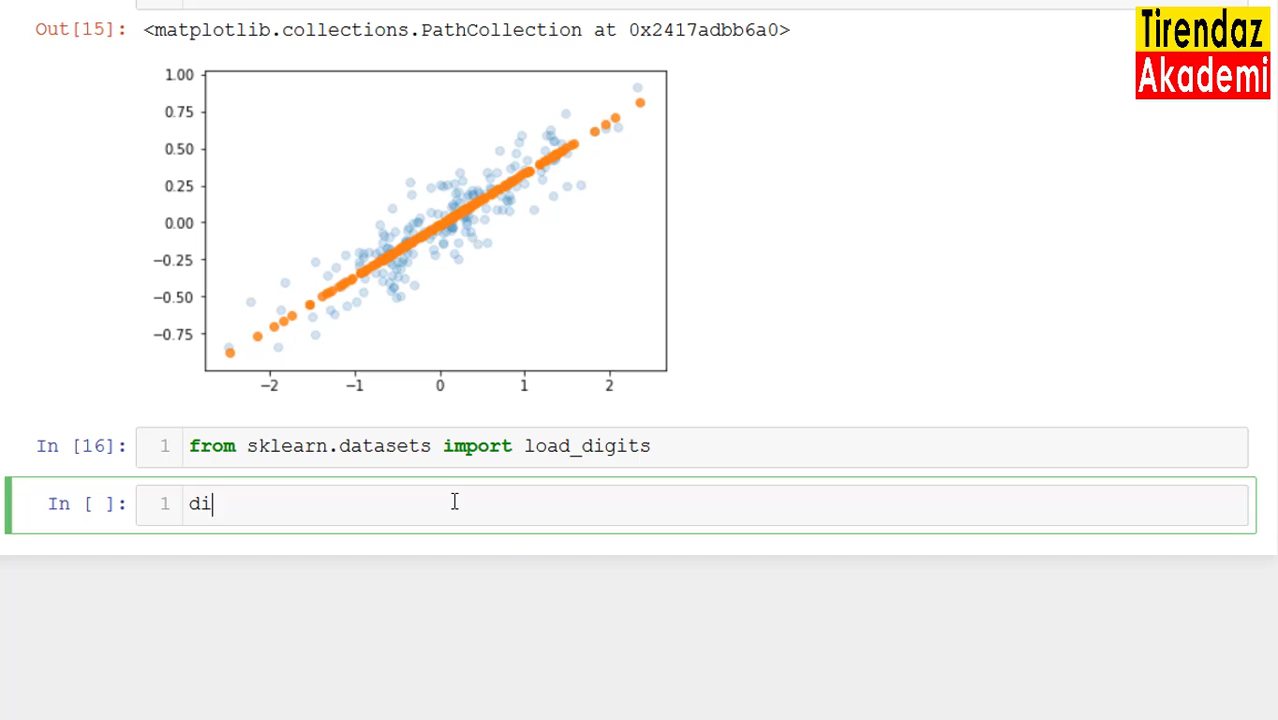 Out[15]: <matplotlib.collections.PathCollection at 0x2417adbb6a0>
Tirendaz
Akademi
1.00
0.75
0.50
0.25
0.00
−0.25
−0.50
−0.75
−2 −1 0 1 2
In [16]: 1 from sklearn.datasets import load_digits
In [ ]: 1 di